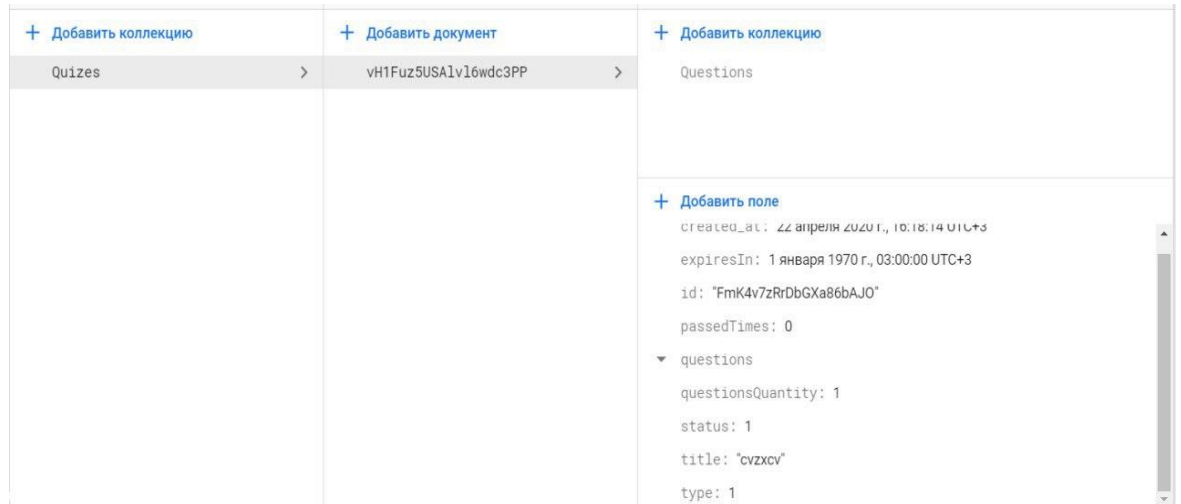 + Добавить коллекцию
Quizes
+ Добавить документ
vH1Fuz5USAlvl6wdc3PP
+ Добавить коллекцию
Questions
+ Добавить поле
created_at: 22 апреля 2020 г., 16:18:14 UTC+3
expiresIn: 1 января 1970 г., 03:00:00 UTC+3
id: "FmK4v7zRrDbGXa86bAJO"
passedTimes: 0
questions
questionsQuantity: 1
status: 1
title: "cvzxcv"
type: 1